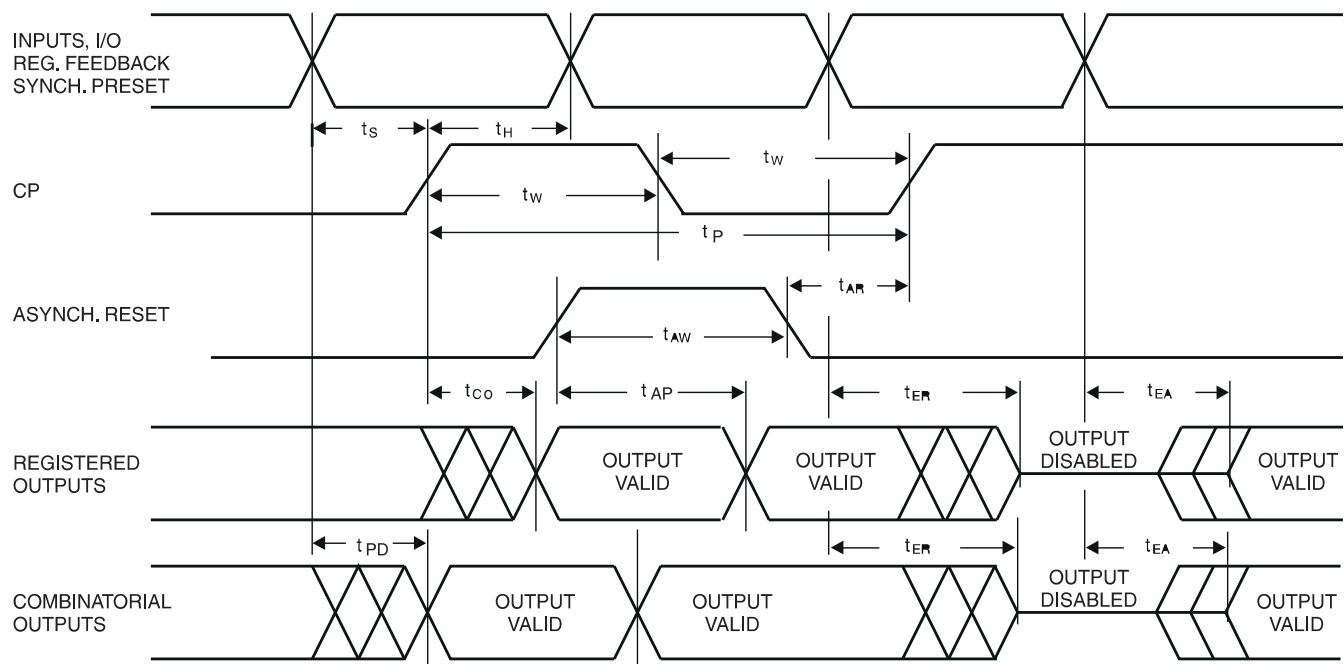 INPUTS, I/O
REG. FEEDBACK
SYNCH. PRESET
tS
tH
tW
CP
tW
tP
tAR
ASYNCH. RESET
tAW
tCO
tAP
tER
tEA
REGISTERED
OUTPUTS
OUTPUT
VALID
OUTPUT
VALID
OUTPUT
DISABLED
OUTPUT
VALID
tPD
tER
tEA
COMBINATORIAL
OUTPUTS
OUTPUT
VALID
OUTPUT
VALID
OUTPUT
DISABLED
OUTPUT
VALID